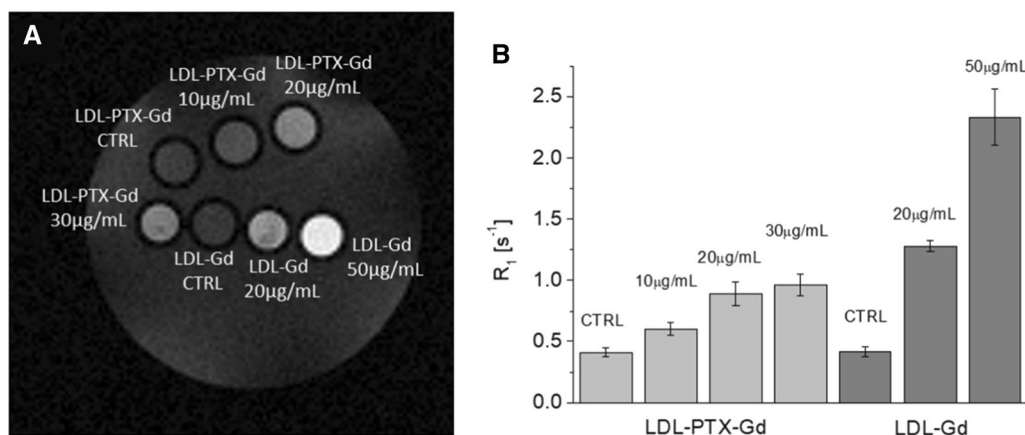 A
LDL-PTX-Gd
20µg/mL
LDL-PTX-Gd
10µg/mL
LDL-PTX-Gd
CTRL
LDL-PTX-Gd
30µg/mL
LDL-Gd
CTRL
LDL-Gd
20µg/mL
LDL-Gd
50µg/mL
B
R1 [s-1]
2.5
2.0
1.5
1.0
0.5
0.0
CTRL
10µg/mL
20µg/mL
30µg/mL
CTRL
20µg/mL
50µg/mL
LDL-PTX-Gd
LDL-Gd